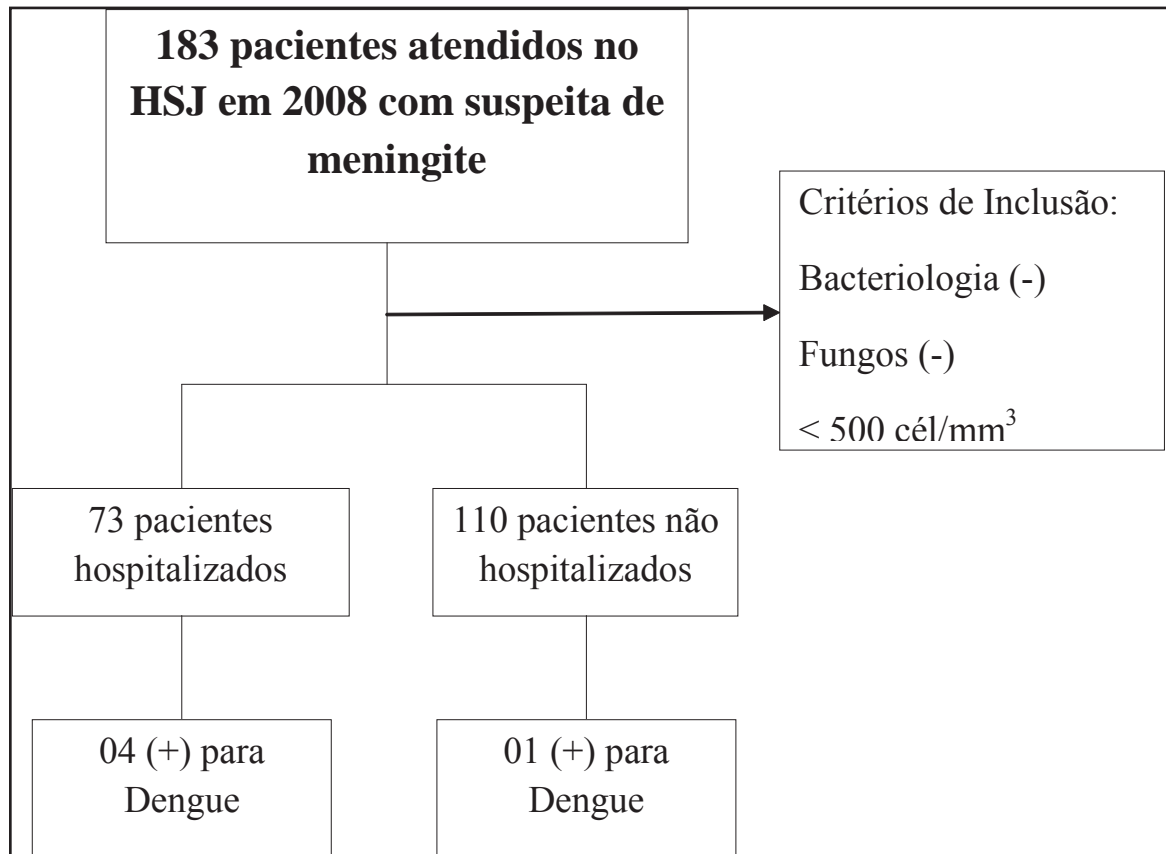 183 pacientes atendidos no
HSJ em 2008 com suspeita de
meningite
Critérios de Inclusão:
Bacteriologia (-)
Fungos (-)
< 500 cél/mm³
73 pacientes
hospitalizados
110 pacientes não
hospitalizados
04 (+) para
Dengue
01 (+) para
Dengue